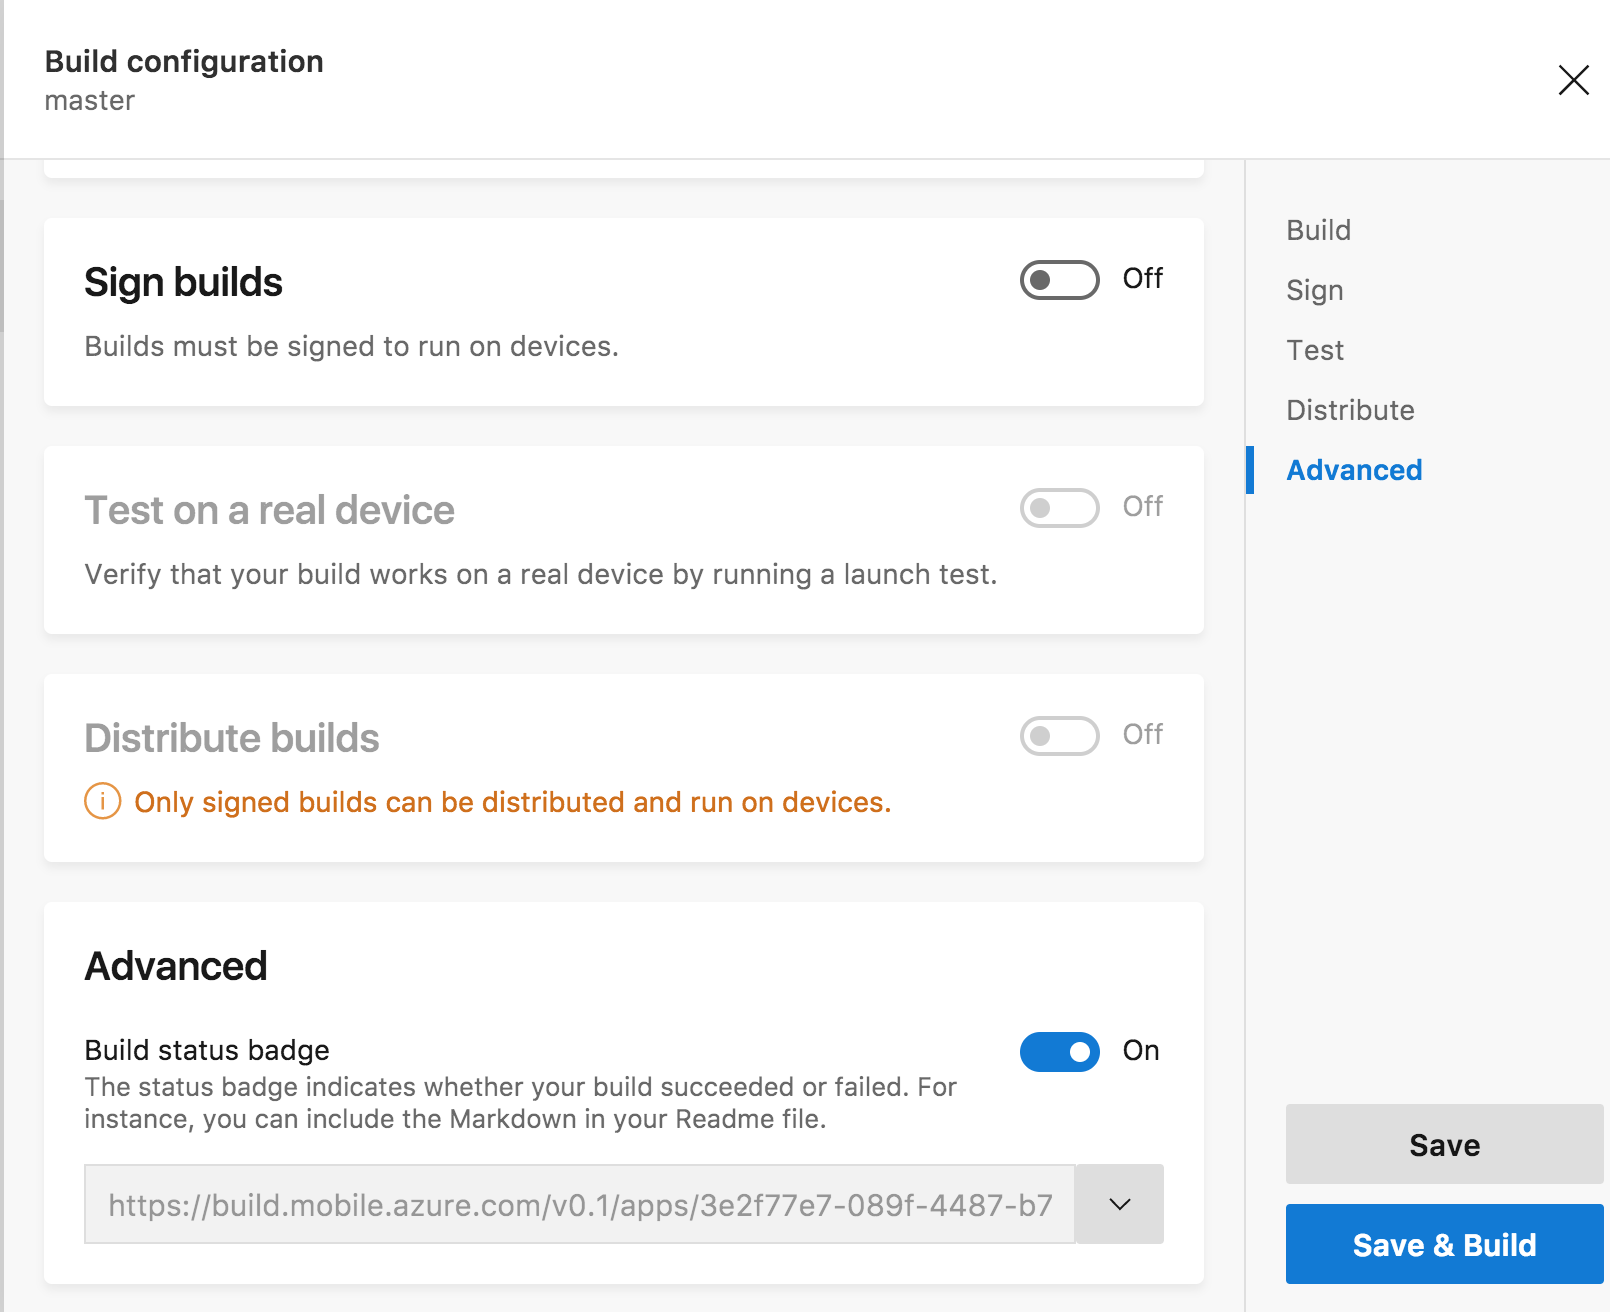 Build configuration
master
Sign builds
Off
Builds must be signed to run on devices.
Test on a real device
Off
Verify that your build works on a real device by running a launch test.
Distribute builds
Off
Only signed builds can be distributed and run on devices.
Advanced
Build status badge
On
The status badge indicates whether your build succeeded or failed. For
instance, you can include the Markdown in your Readme file.
https://build.mobile.azure.com/v0.1/apps/3e2f77e7-089f-4487-b7
Build
Sign
Test
Distribute
Advanced
Save
Save & Build